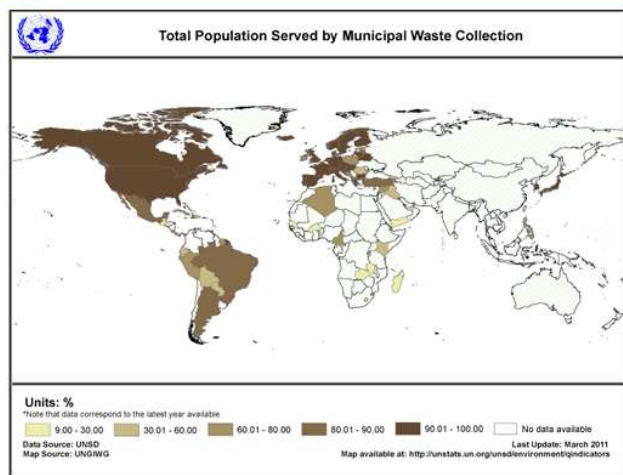 Total Population Served by Municipal Waste Collection
Units: %
*Note that data correspond to the latest year available
9.00 - 30.00
30.01 - 60.00
60.01 - 80.00
80.01 - 90.00
90.01 - 100.00
No data available
Data Source: UNSD
Map Source: UNGIWG
Last Update: March 2011
Map available at: http://unstats.un.org/unsd/environment/qindicators